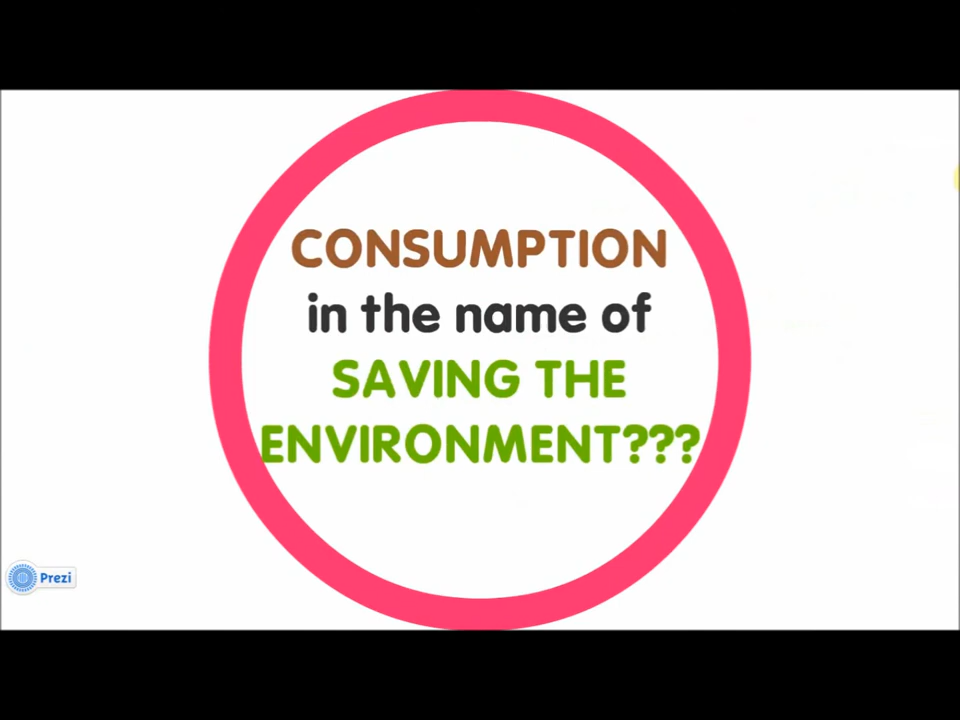 CONSUMPTION
in the name of
SAVING THE
ENVIRONMENT???
Prezi